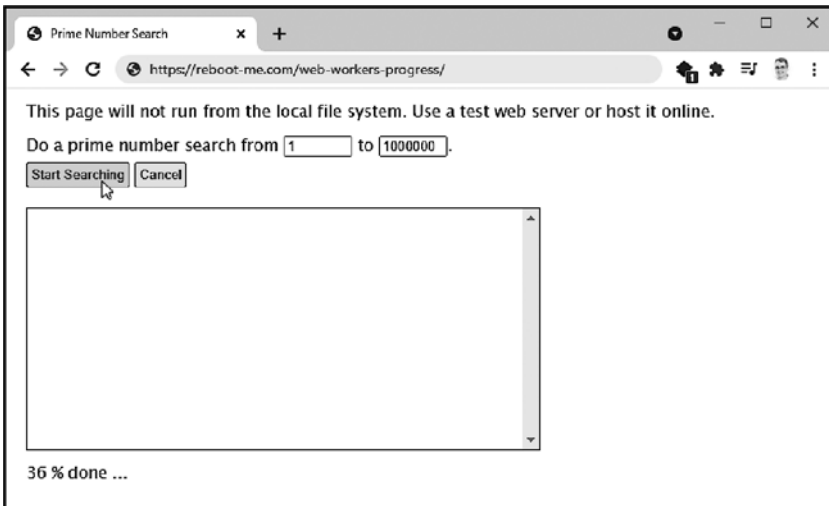 Prime Number Search
https://reboot-me.com/web-workers-progress/
1
This page will not run from the local file system. Use a test web server or host it online.
Do a prime number search from 1 to 1000000 .
Start Searching Cancel
36 % done ...